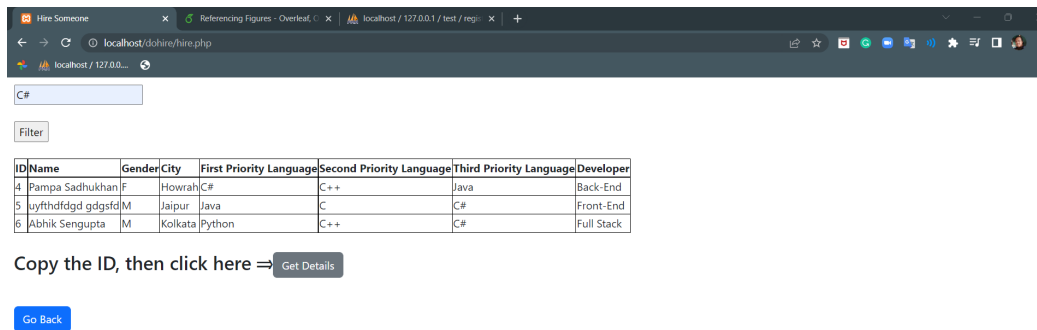 Hire Someone
Referencing Figures - Overleaf, O
localhost / 127.0.0.1 / test / regis
localhost/dohire/hire.php
localhost / 127.0.0....
C#
Filter
ID Name Gender City First Priority Language Second Priority Language Third Priority Language Developer
4 Pampa Sadhukhan F Howrah C# C++ Java Back-End
5 uyfthdfdgd gdgsfd M Jaipur Java C C# Front-End
6 Abhik Sengupta M Kolkata Python C++ C# Full Stack
Copy the ID, then click here ⇒ Get Details
Go Back